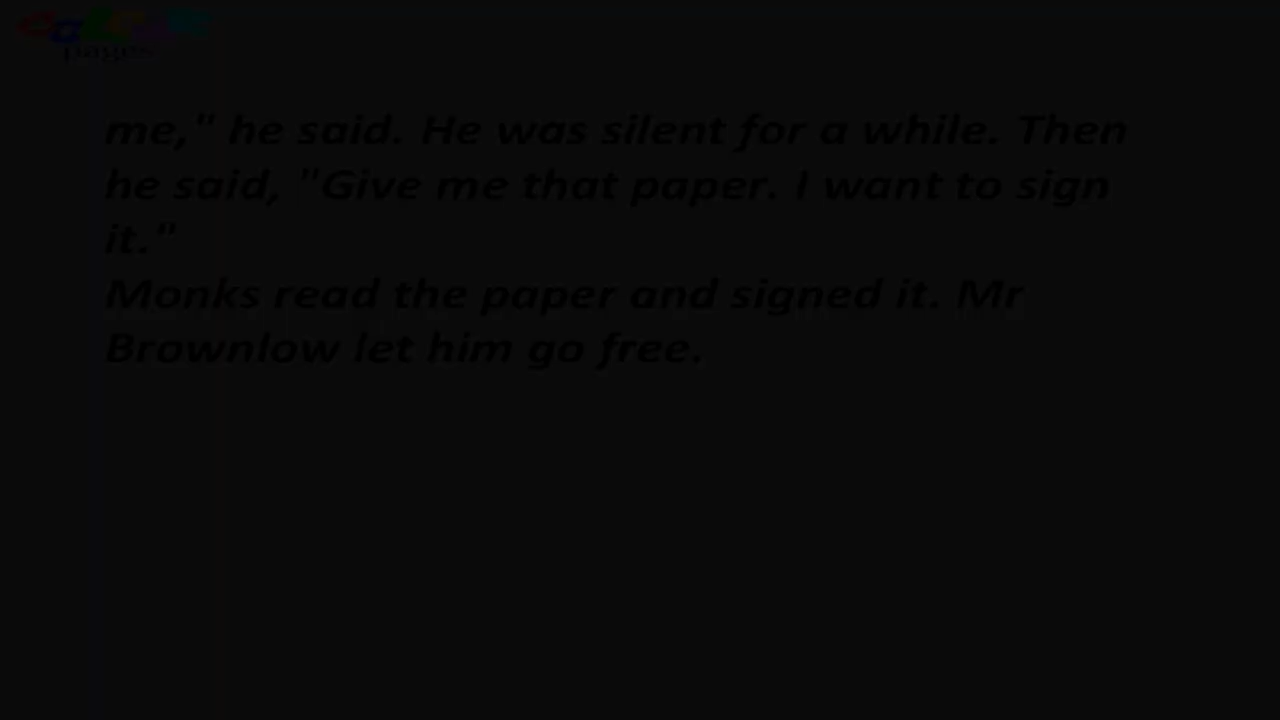 pages
me," he said. He was silent for a while. Then
he said, "Give me that paper. I want to sign
it."
Monks read the paper and signed it. Mr
Brownlow let him go free.